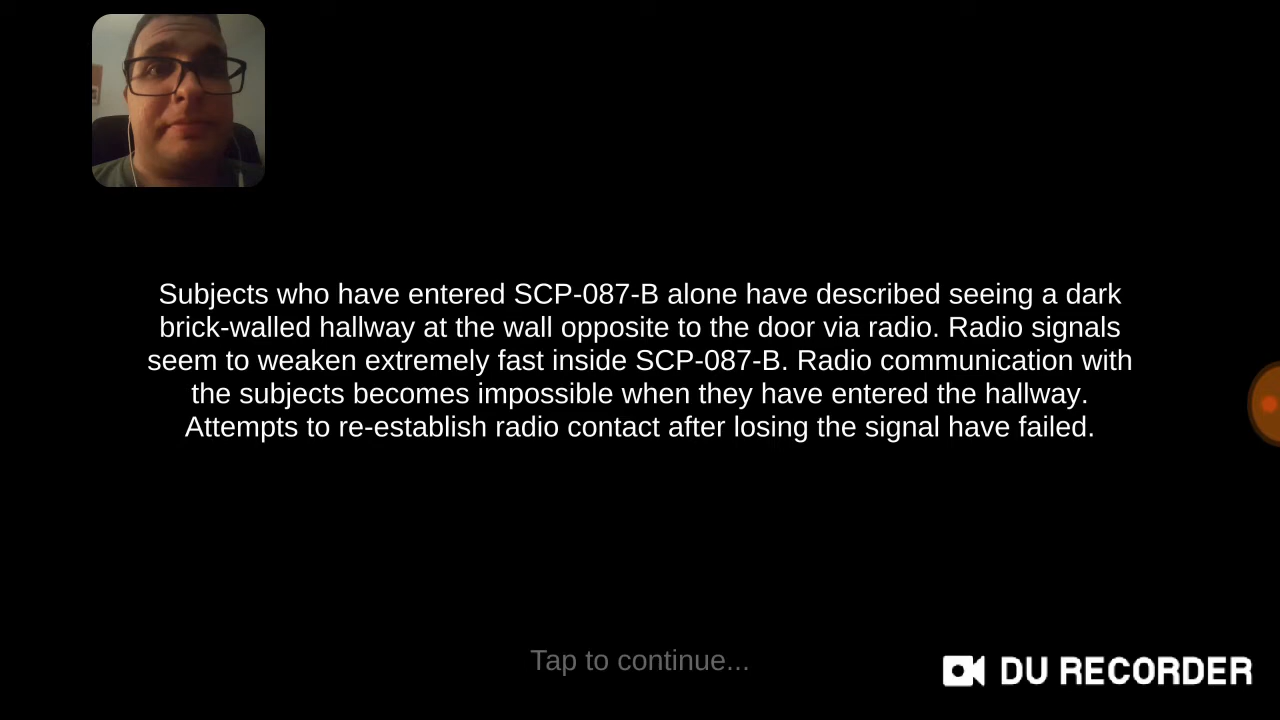 Subjects who have entered SCP-087-B alone have described seeing a dark
brick-walled hallway at the wall opposite to the door via radio. Radio signals
seem to weaken extremely fast inside SCP-087-B. Radio communication with
the subjects becomes impossible when they have entered the hallway.
Attempts to re-establish radio contact after losing the signal have failed.
Tap to continue...
DU RECORDER